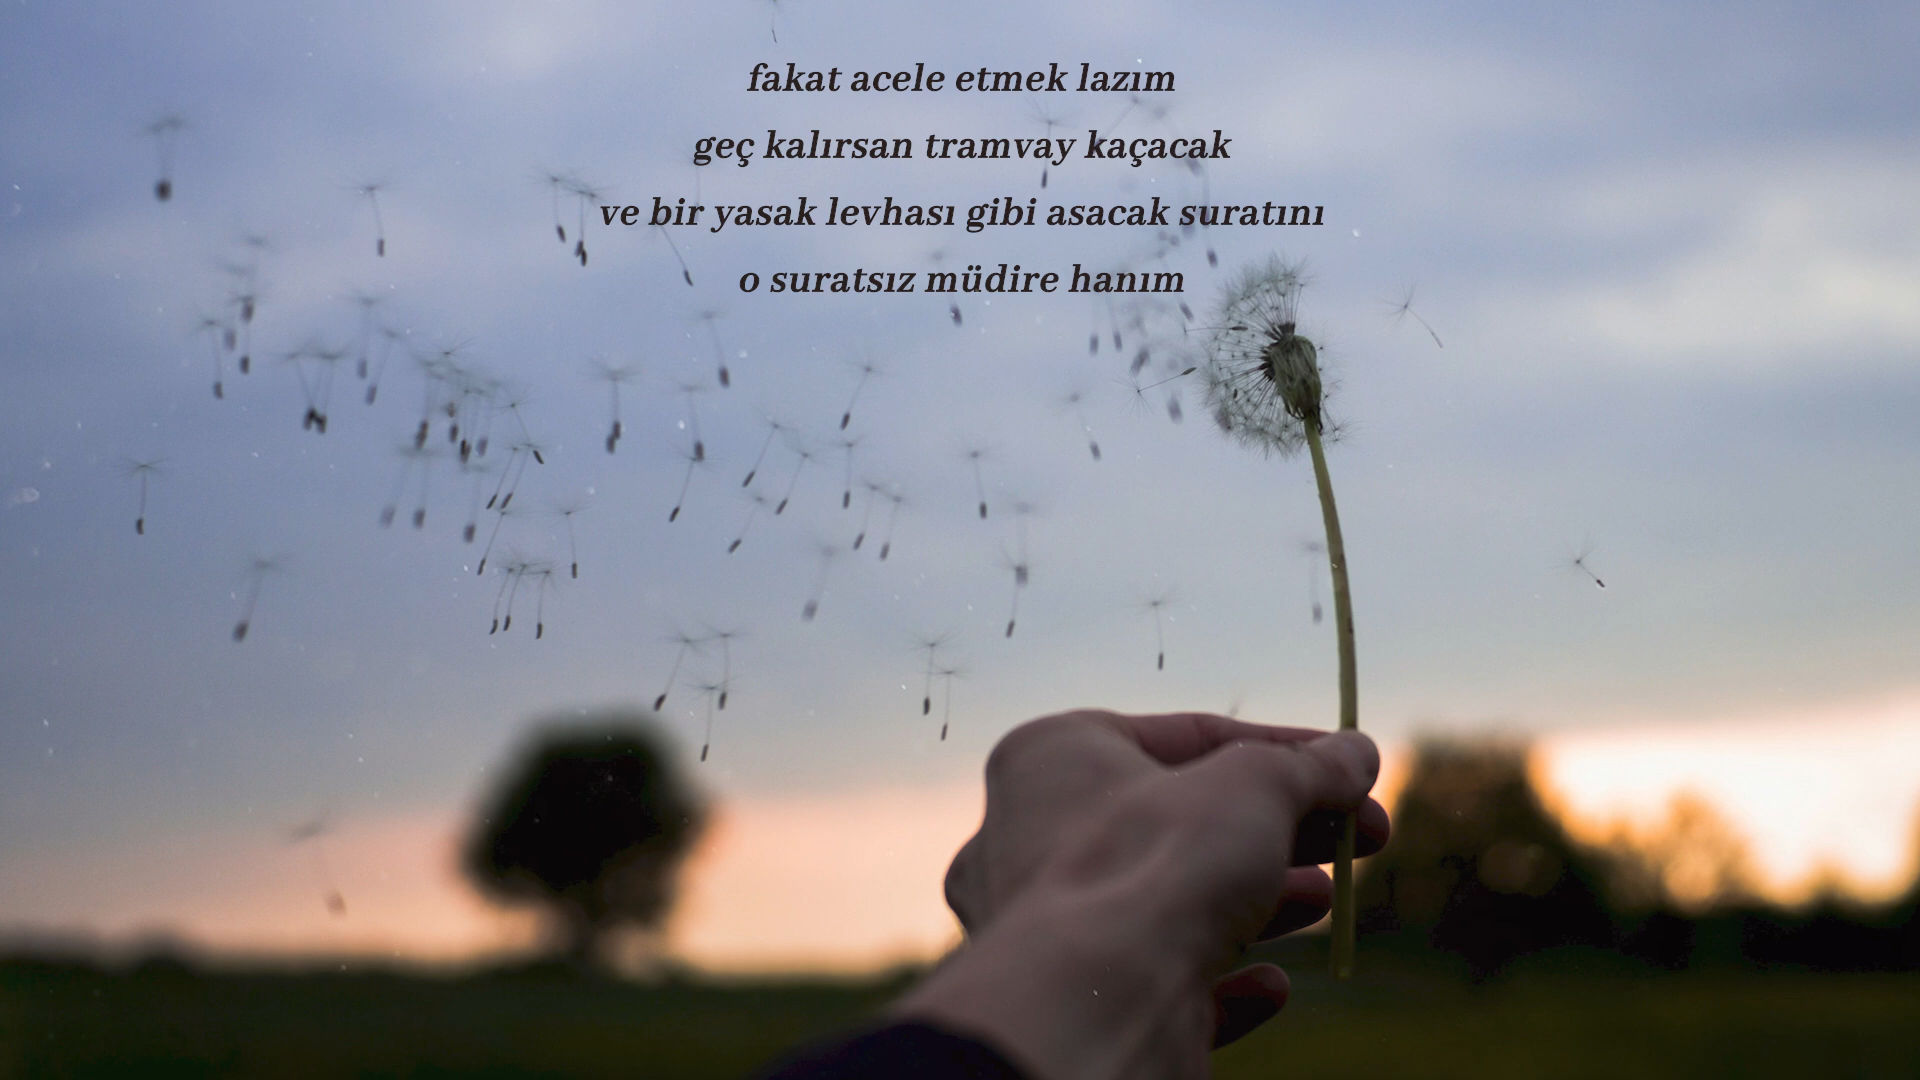 fakat acele etmek lazım
geç kalırsan tramvay kaçacak
ve bir yasak levhası gibi asacak suratını
o suratsız müdire hanım